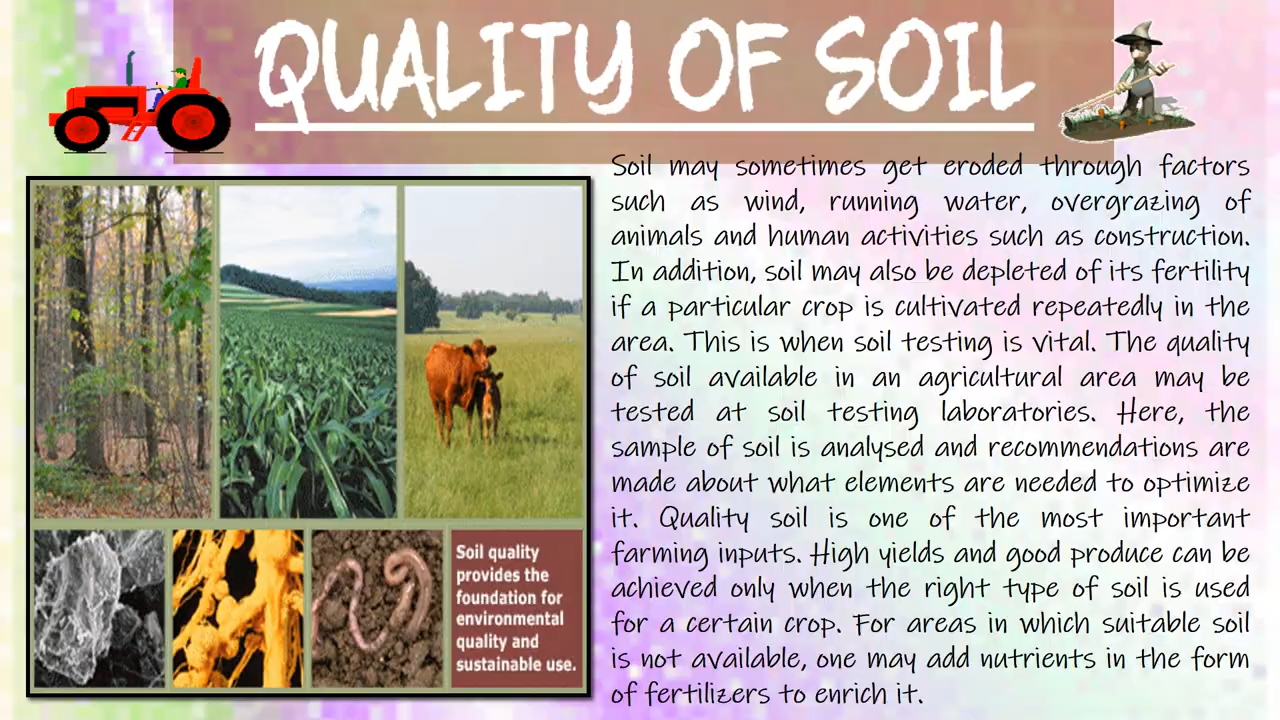 QUALITY OF SOIL
Soil may sometimes get eroded through factors
such as wind, running water, overgrazing of
animals and human activities such as construction.
In addition, soil may also be depleted of its fertility
if a particular crop is cultivated repeatedly in the
area. This is when soil testing is vital. The quality
of soil available in an agricultural area may be
tested at soil testing laboratories. Here, the
sample of soil is analysed and recommendations are
made about what elements are needed to optimize
it. Quality soil is one of the most important
farming inputs. High yields and good produce can be
achieved only when the right type of soil is used
for a certain crop. For areas in which suitable soil
is not available, one may add nutrients in the form
of fertilizers to enrich it.
Soil quality
provides the
foundation for
environmental
quality and
sustainable use.